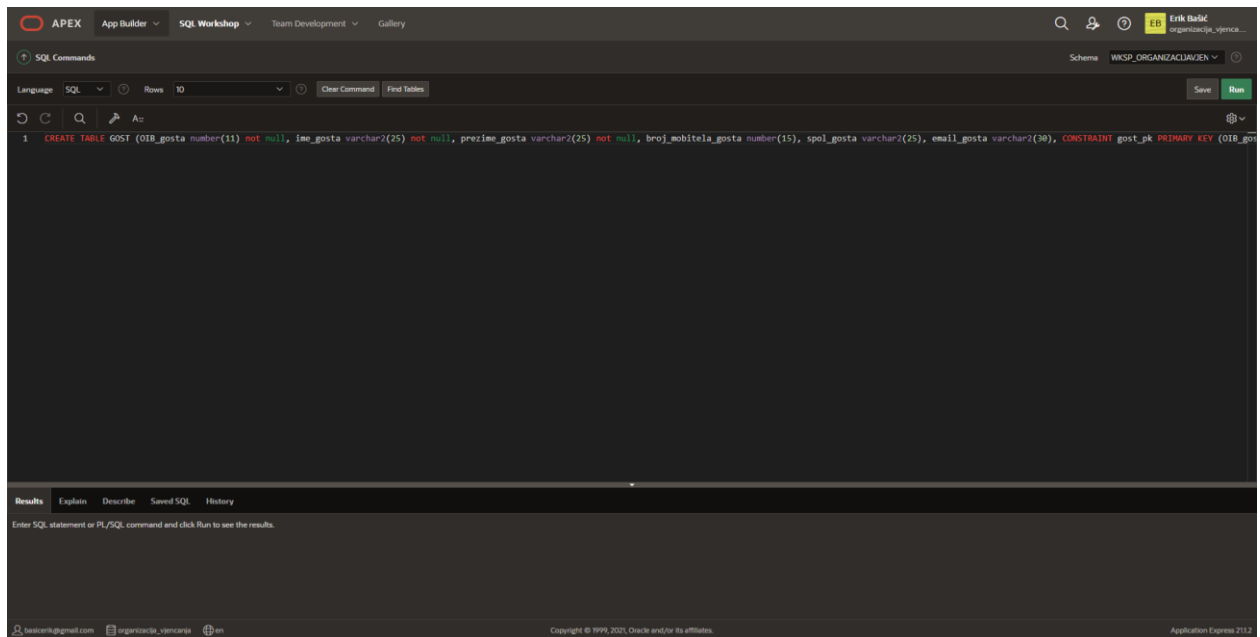 APEX App Builder SQL Workshop Team Development Gallery EB Erik Bašić
organizacija_vjenca...
SQL Commands Schema WKSP_ORGANIZACIJAVJEN
Language SQL Rows 10 Clear Command Find Tables Save Run
1 CREATE TABLE GOST (OIB_gosta number(11) not null, ime_gosta varchar2(25) not null, prezime_gosta varchar2(25) not null, broj_mobitela_gosta number(15), spol_gosta varchar2(25), email_gosta varchar2(30), CONSTRAINT gost_pk PRIMARY KEY (OIB_gos
Results Explain Describe Saved SQL History
Enter SQL statement or PL/SQL command and click Run to see the results.
basicerik@gmail.com organizacija_vjencanja en Copyright © 1999, 2021, Oracle and/or its affiliates. Application Express 21.1.2